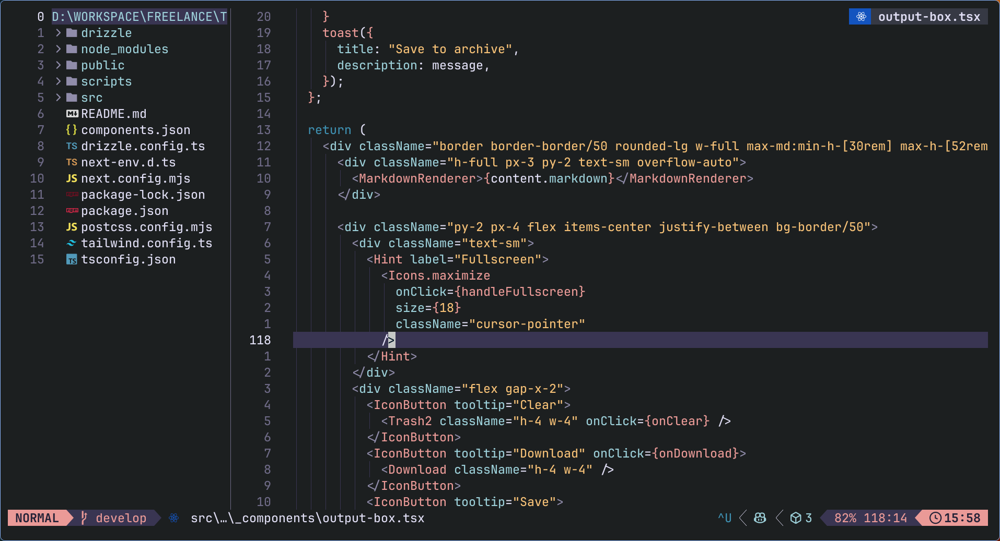 0 D:\WORKSPACE\FREELANCE\T
1 drizzle
2 node_modules
3 public
4 scripts
5 src
6 README.md
7 {} components.json
8 TS drizzle.config.ts
9 TS next-env.d.ts
10 JS next.config.mjs
11 package-lock.json
12 package.json
13 JS postcss.config.mjs
14 tailwind.config.ts
15 TS tsconfig.json
output-box.tsx
20 }
19 toast({
18 title: "Save to archive",
17 description: message,
16 });
15 };
14
13 return (
12 <div className="border border-border/50 rounded-lg w-full max-md:min-h-[30rem] max-h-[52rem
11 <div className="h-full px-3 py-2 text-sm overflow-auto">
10 <MarkdownRenderer>{content.markdown}</MarkdownRenderer>
9 </div>
8
7 <div className="py-2 px-4 flex items-center justify-between bg-border/50">
6 <div className="text-sm">
5 <Hint label="Fullscreen">
4 <Icons.maximize
3 onClick={handleFullscreen}
2 size={18}
1 className="cursor-pointer"
118 />
1 </Hint>
2 </div>
3 <div className="flex gap-x-2">
4 <IconButton tooltip="Clear">
5 <Trash2 className="h-4 w-4" onClick={onClear} />
6 </IconButton>
7 <IconButton tooltip="Download" onClick={onDownload}>
8 <Download className="h-4 w-4" />
9 </IconButton>
10 <IconButton tooltip="Save">
NORMAL develop src\…\_components\output-box.tsx ^U 3 82% 118:14 15:58